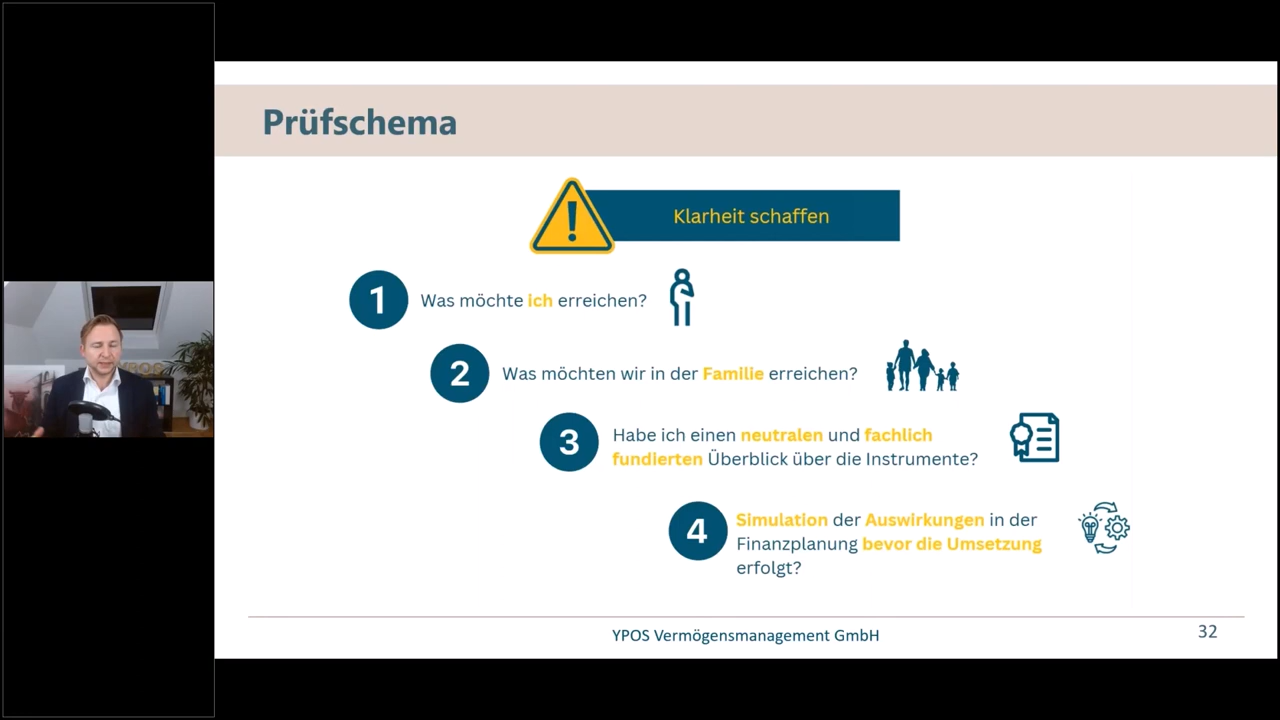 Prüfschema
Klarheit schaffen
1
Was möchte ich erreichen?
2
Was möchten wir in der Familie erreichen?
3
Habe ich einen neutralen und fachlich
fundierten Überblick über die Instrumente?
4
Simulation der Auswirkungen in der
Finanzplanung bevor die Umsetzung
erfolgt?
YPOS Vermögensmanagement GmbH
32